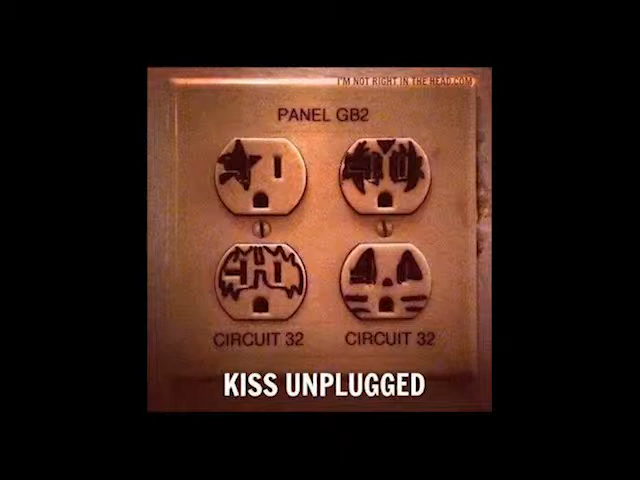 I'M NOT RIGHT IN THE HEAD.COM
PANEL GB2
CIRCUIT 32 CIRCUIT 32
KISS UNPLUGGED